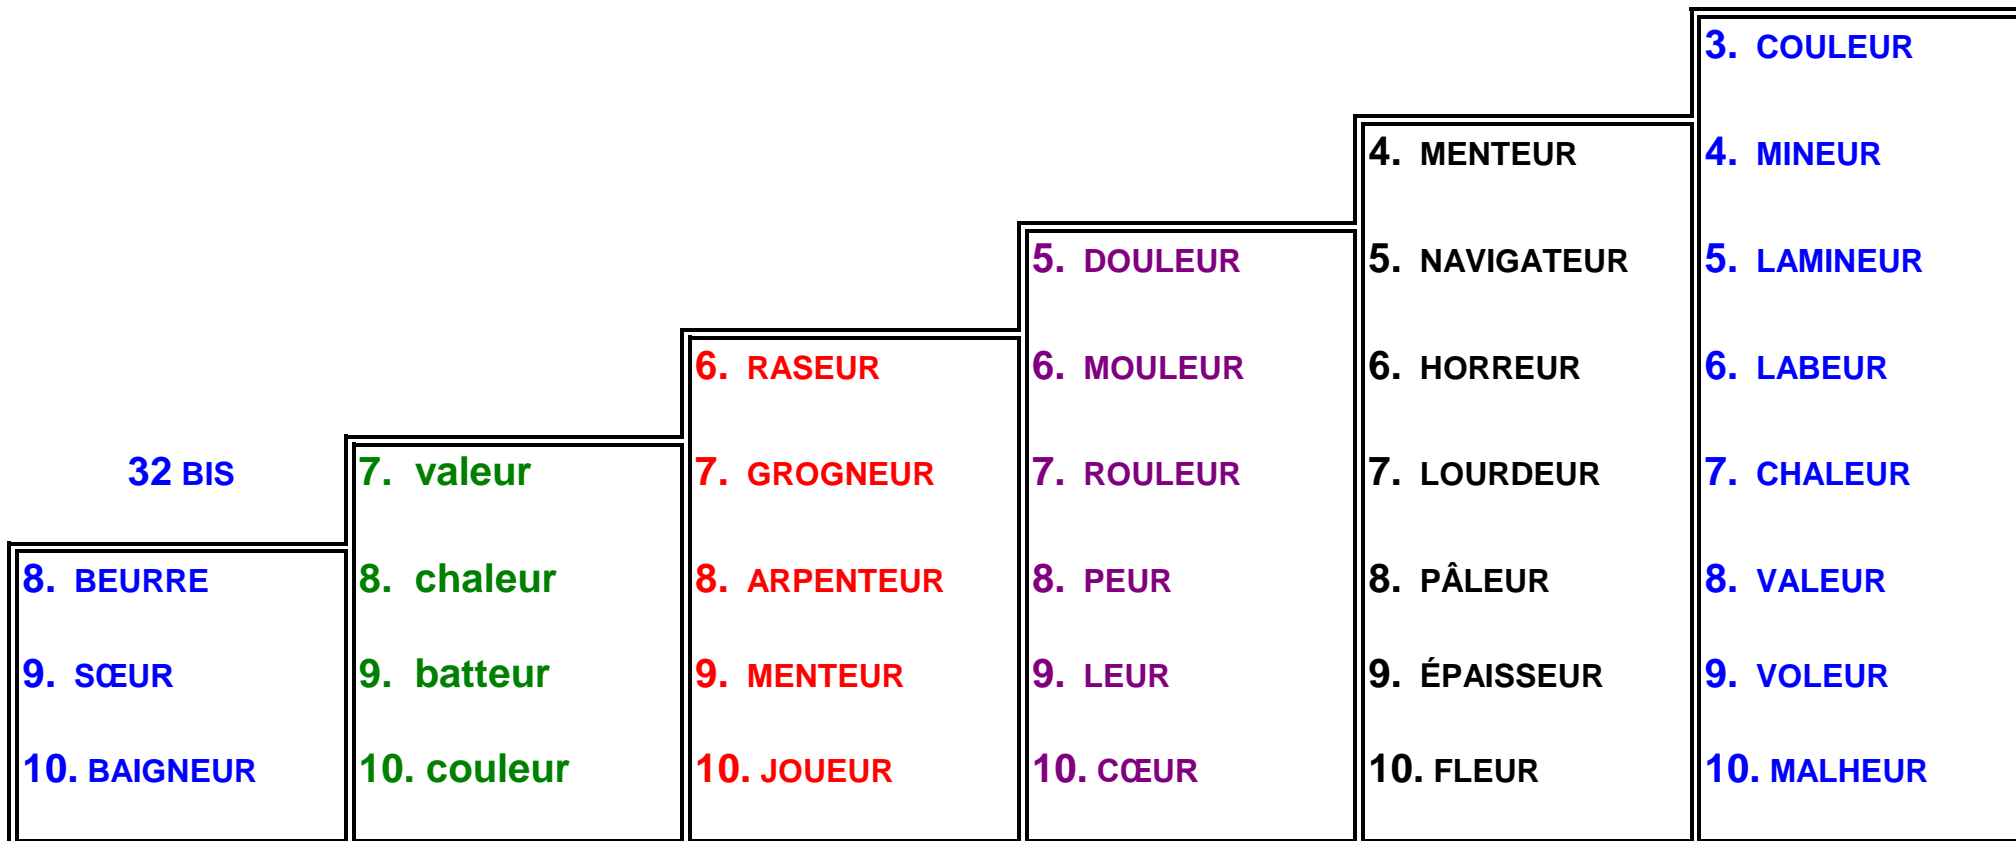 32 BIS
8. BEURRE
9. SŒUR
10. BAIGNEUR
7. valeur
8. chaleur
9. batteur
10. couleur
6. RASEUR
7. GROGNEUR
8. ARPENTEUR
9. MENTEUR
10. JOUEUR
5. DOULEUR
6. MOULEUR
7. ROULEUR
8. PEUR
9. LEUR
10. CŒUR
4. MENTEUR
5. NAVIGATEUR
6. HORREUR
7. LOURDEUR
8. PÂLEUR
9. ÉPAISSEUR
10. FLEUR
3. COULEUR
4. MINEUR
5. LAMINEUR
6. LABEUR
7. CHALEUR
8. VALEUR
9. VOLEUR
10. MALHEUR